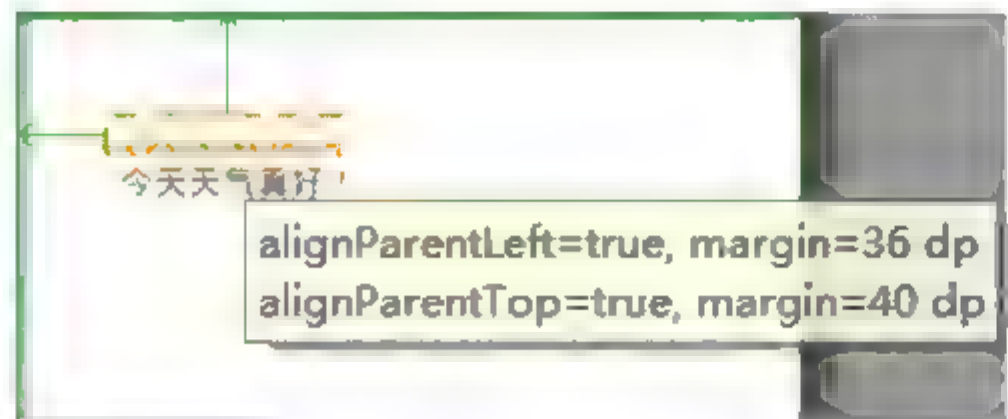 今天天气真好
alignParentLeft=true, margin=36 dp
alignParentTop=true, margin=40 dp